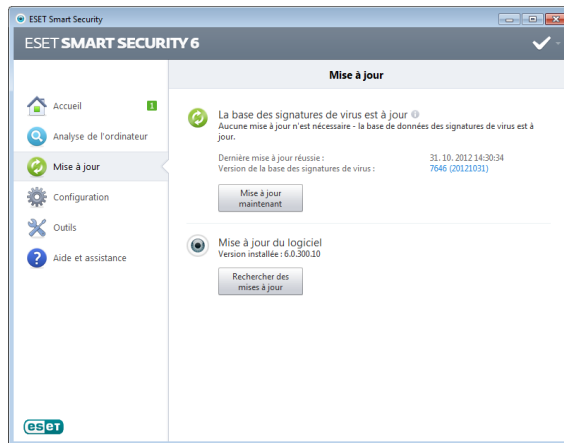 ESET Smart Security
ESET SMART SECURITY 6
Mise à jour
Accueil 1
Analyse de l'ordinateur
Mise à jour
Configuration
Outils
Aide et assistance
La base des signatures de virus est à jour
Aucune mise à jour n'est nécessaire - la base de données des signatures de virus est à
jour.
Dernière mise à jour réussie : 31. 10. 2012 14:30:34
Version de la base des signatures de virus : 7646 (20121031)
Mise à jour
maintenant
Mise à jour du logiciel
Version installée : 6.0.300.10
Rechercher des
mises à jour
eset